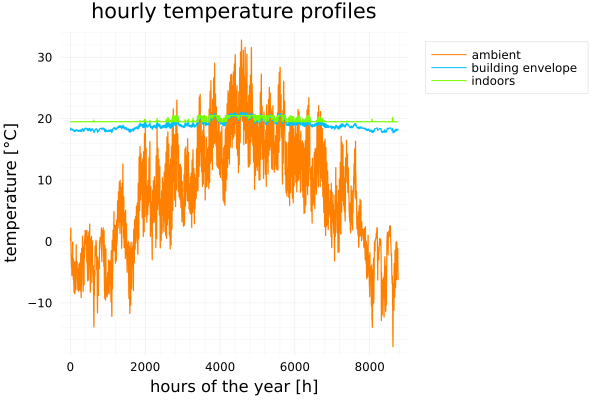 hourly temperature profiles
ambient
building envelope
indoors
temperature [°C]
30
20
10
0
−10
0
2000
4000
6000
8000
hours of the year [h]